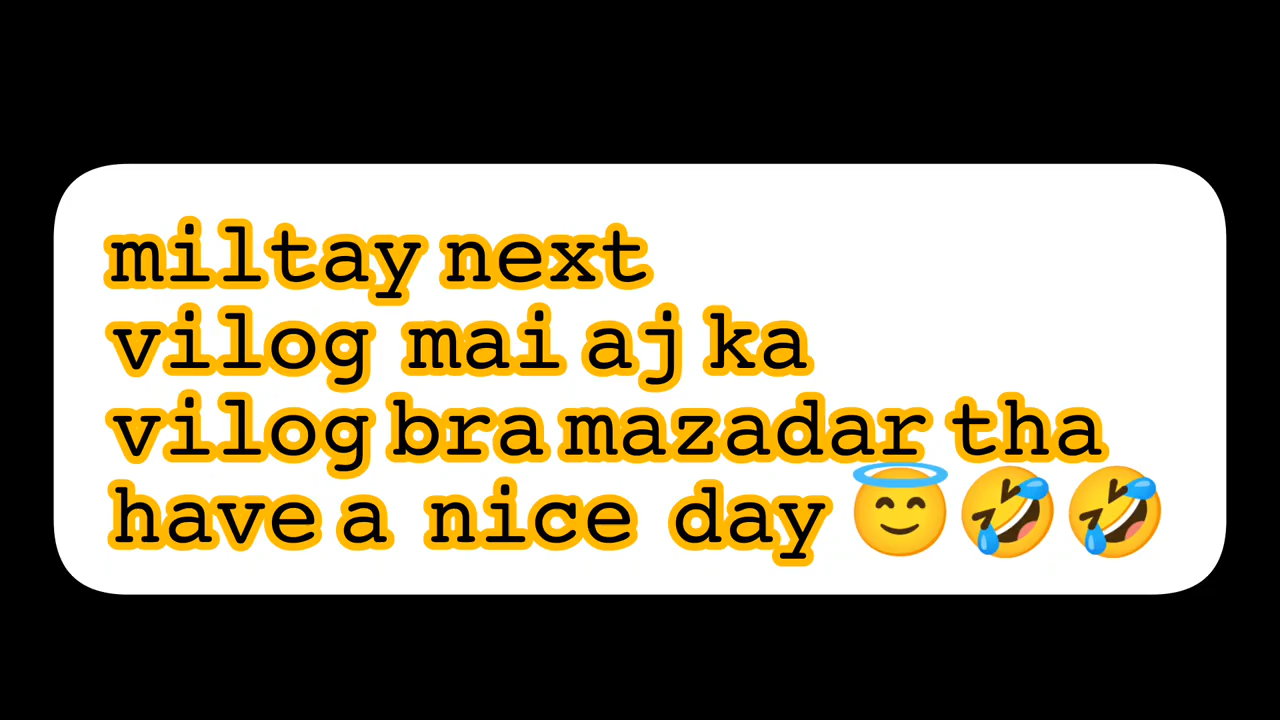 miltay next
vilog mai aj ka
vilog bra mazadar tha
have a nice day 😇🤣🤣